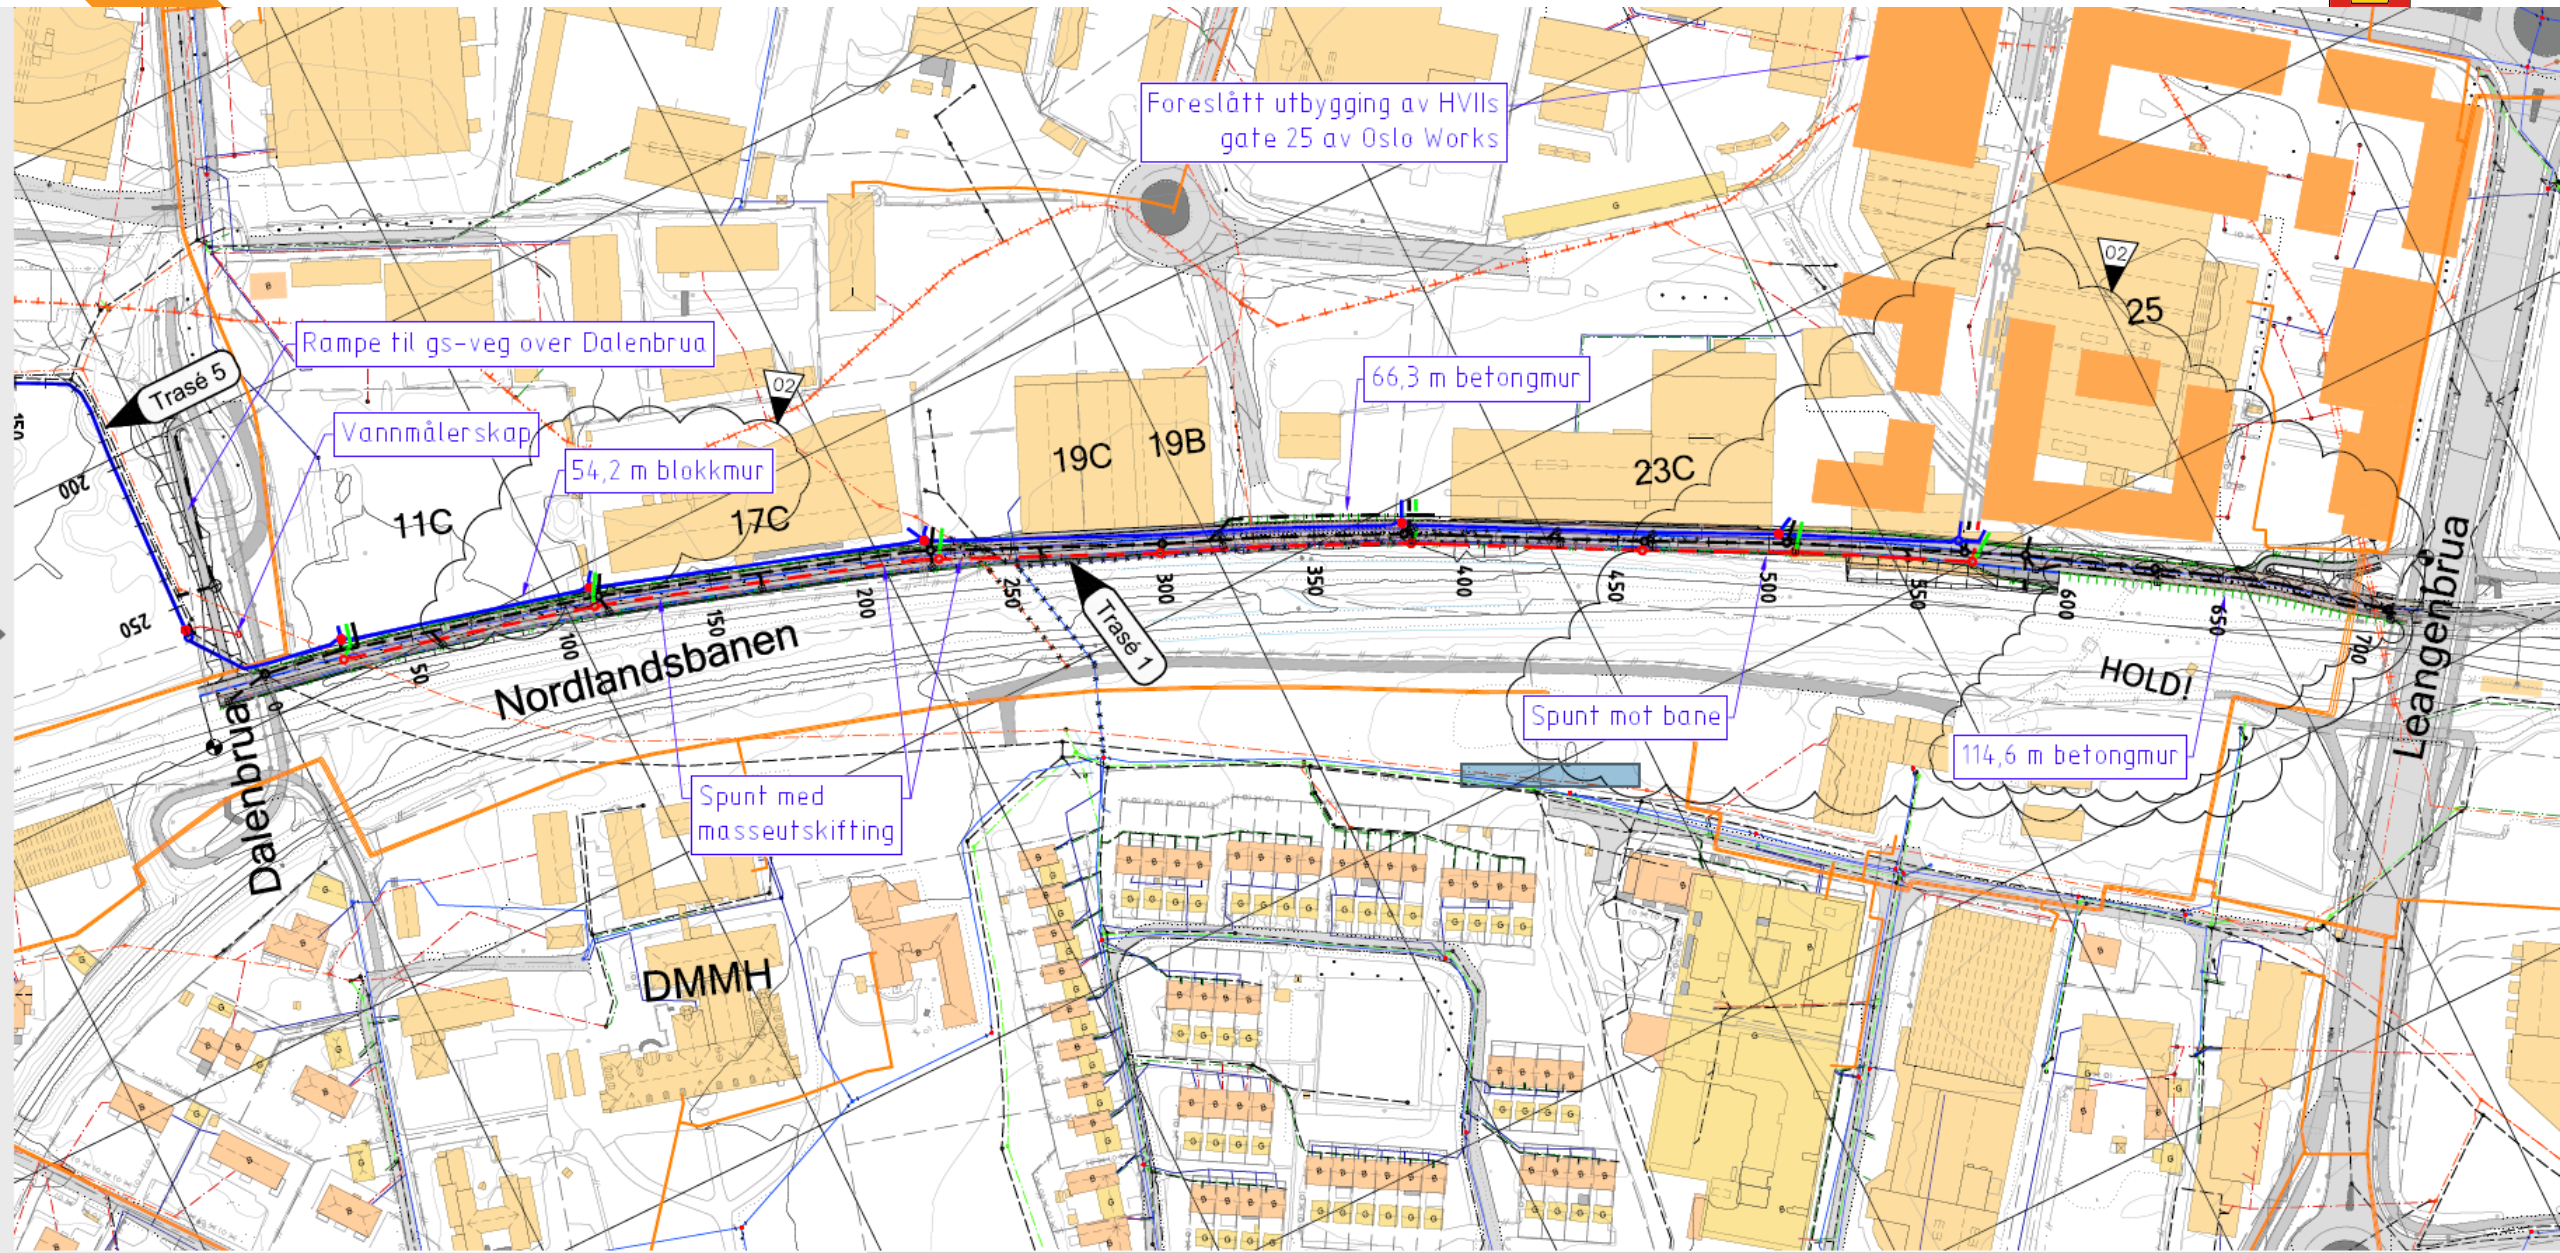 Foreslått utbygging av HVIIs
gate 25 av Oslo Works
02
25
Rampe til gs-veg over Dalenbrua
Trasé 5
02
66,3 m betongmur
Vannmålerskap
54,2 m blokkmur
19C
19B
23C
11C
17C
200
250
0
50
100
150
200
250
300
350
400
450
500
550
600
650
700
Trasé 1
Nordlandsbanen
Dalenbrua
Leangenbrua
HOLD!
Spunt mot bane
114,6 m betongmur
Spunt med
masseutskifting
DMMH